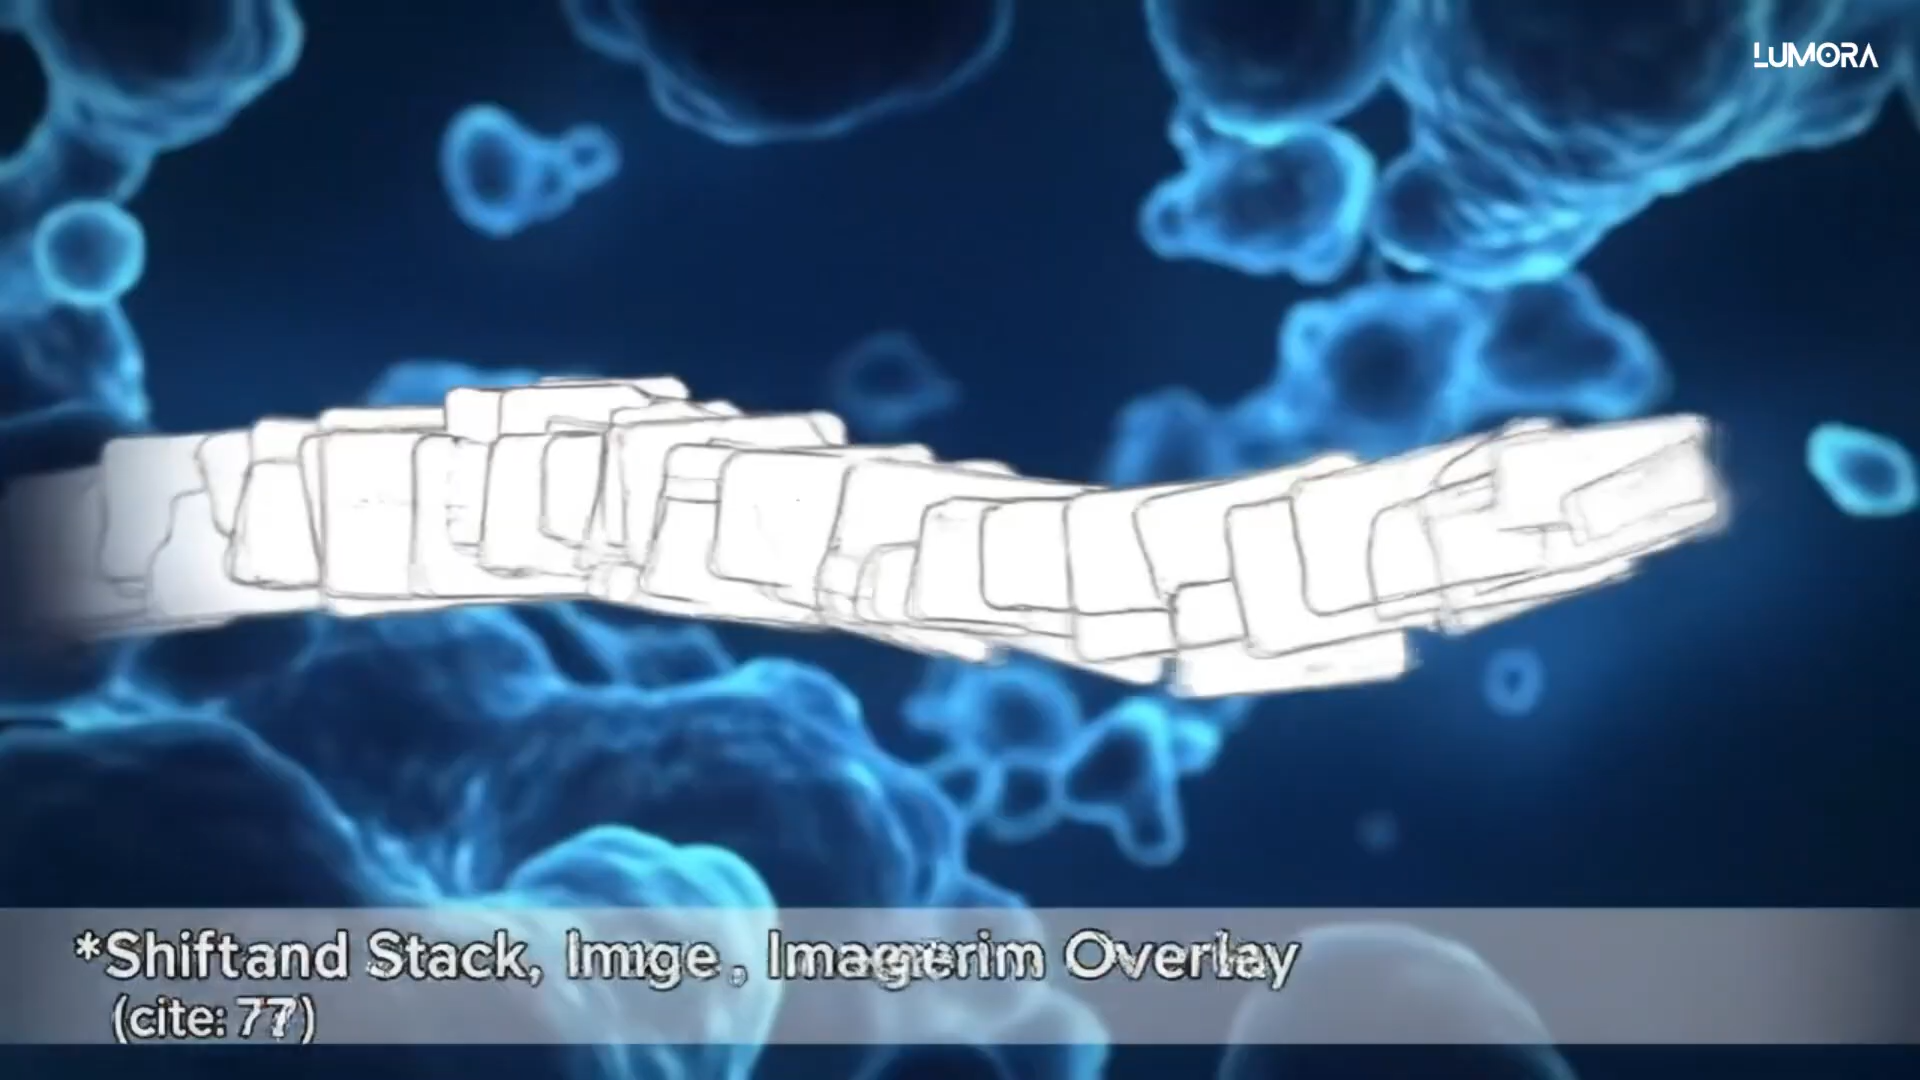 LUMORA
*Shiftand Stack, Imige, Imagerim Overlay
(cite: 77)